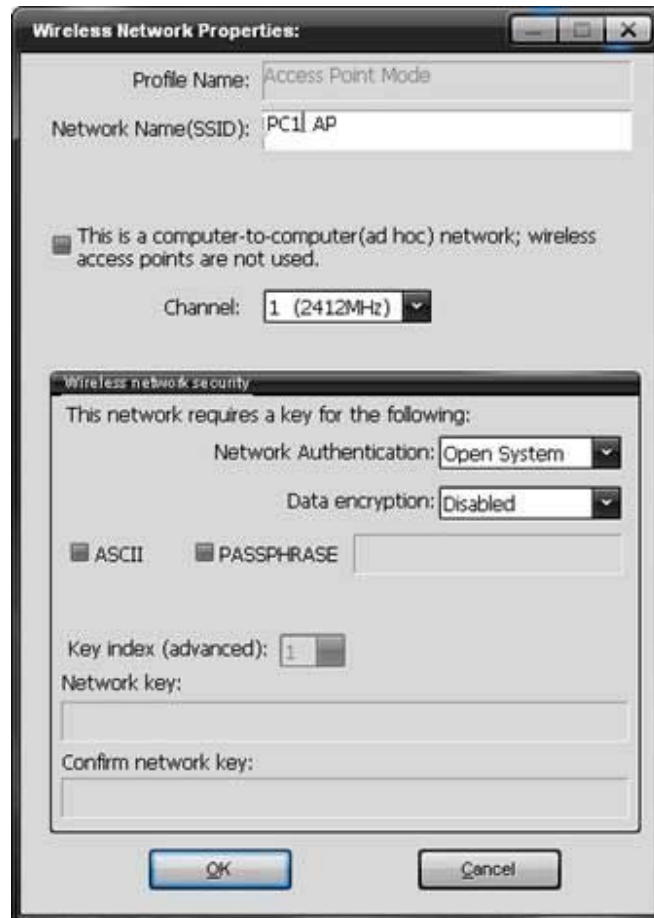 Wireless Network Properties:
Profile Name: Access Point Mode
Network Name(SSID): PC1 AP
This is a computer-to-computer(ad hoc) network; wireless
access points are not used.
Channel: 1 (2412MHz)
Wireless network security
This network requires a key for the following:
Network Authentication: Open System
Data encryption: Disabled
ASCII PASSPHRASE
Key index (advanced): 1
Network key:
Confirm network key:
OK Cancel